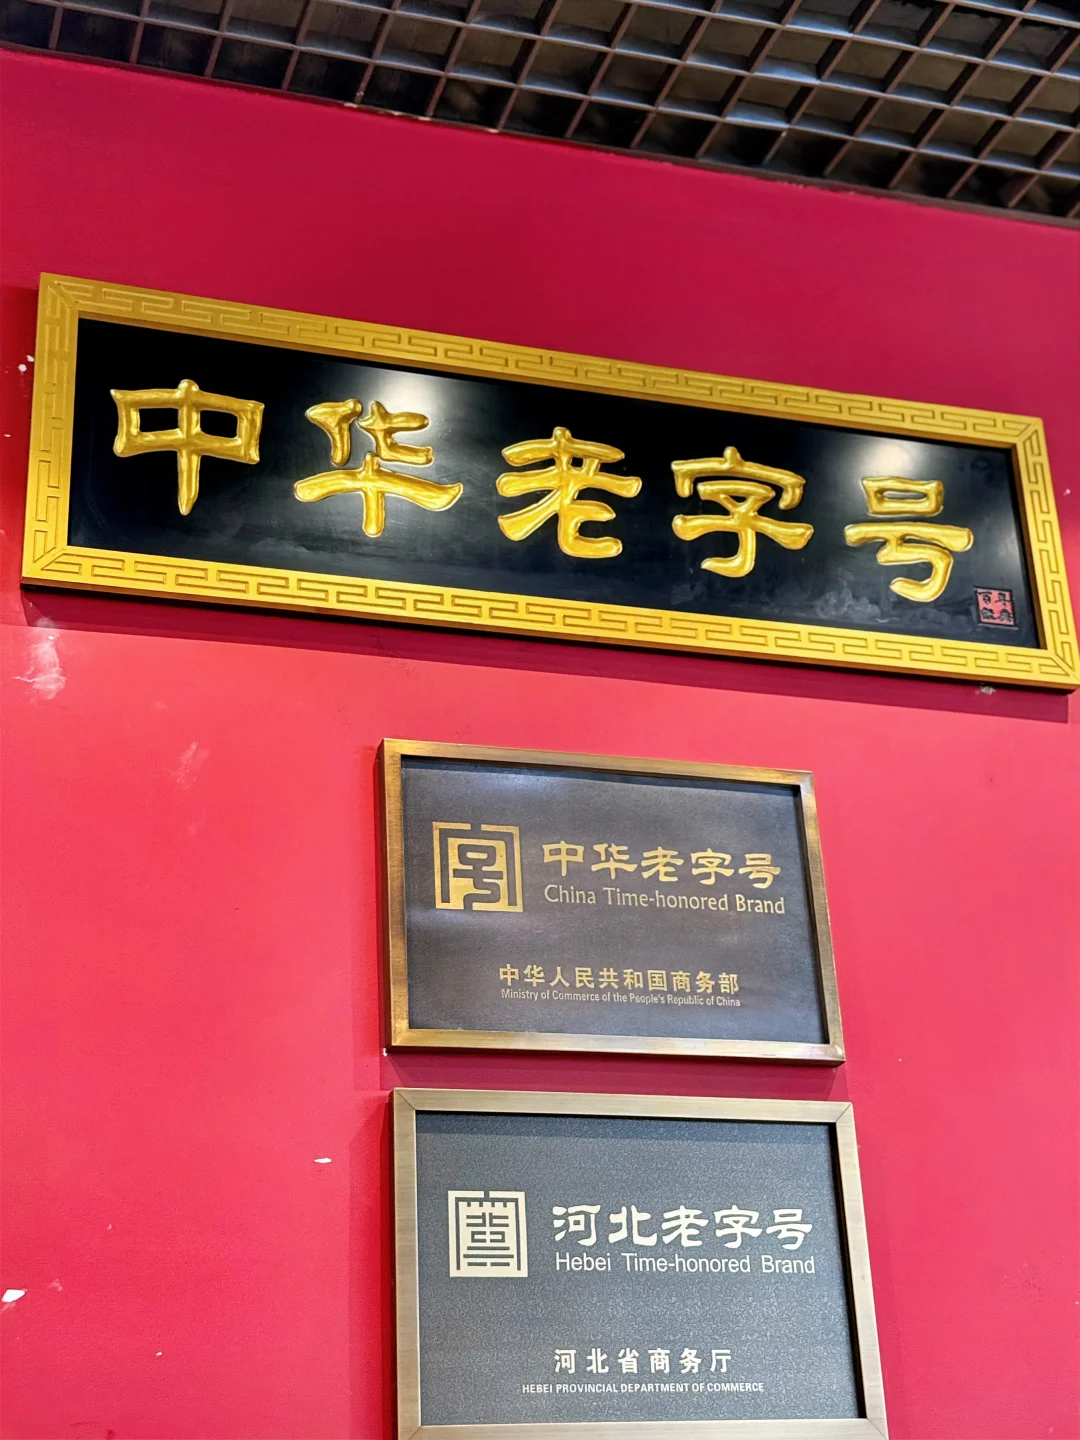 中华老字号
中华老字号
China Time-honored Brand
中华人民共和国商务部
Ministry of Commerce of the People's Republic of China
河北老字号
Hebei Time-honored Brand
河北省商务厅
HEBEI PROVINCIAL DEPARTMENT OF COMMERCE